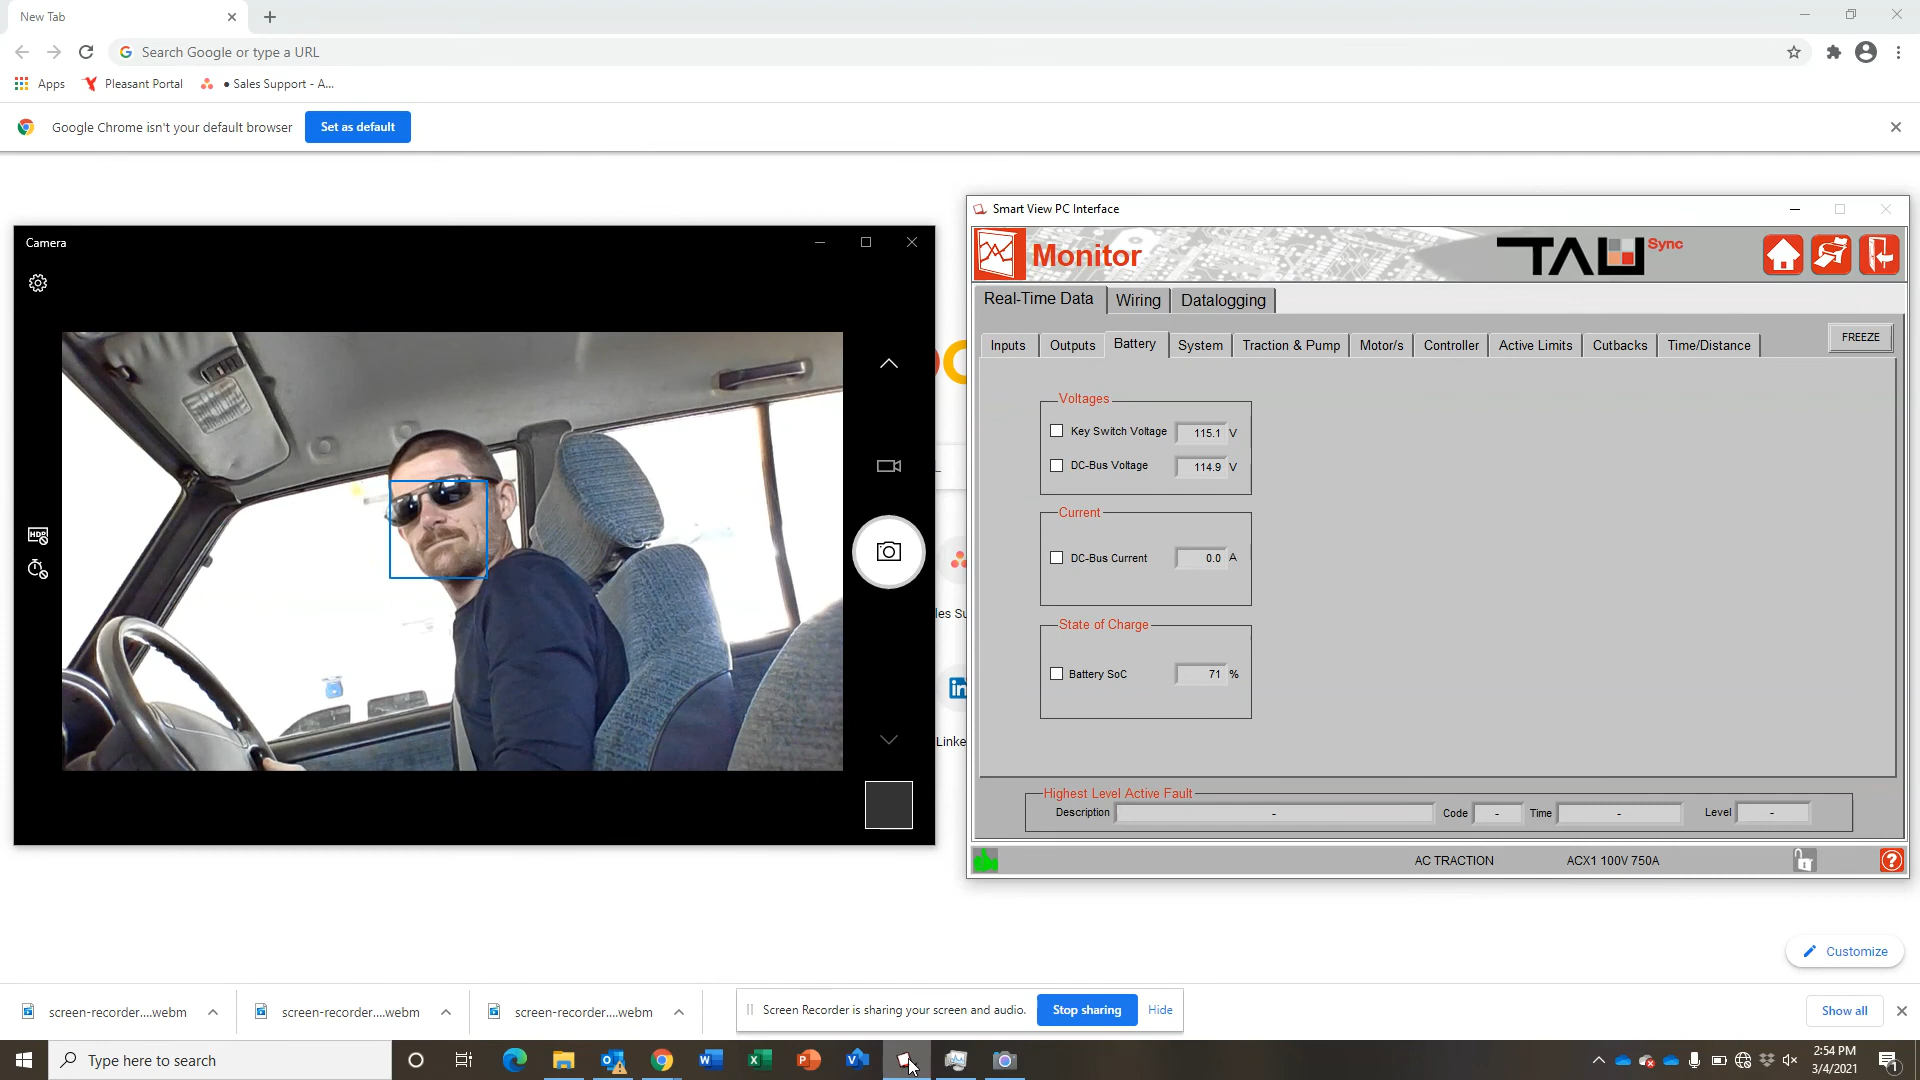 New Tab
Search Google or type a URL
Apps
Pleasant Portal
• Sales Support - A...
Google Chrome isn't your default browser
Set as default
Smart View PC Interface
Camera
Monitor
TAU Sync
Real-Time Data
Wiring
Datalogging
Inputs
Outputs
Battery
System
Traction & Pump
Motor/s
Controller
Active Limits
Cutbacks
Time/Distance
FREEZE
Voltages
Key Switch Voltage 115.1 V
DC-Bus Voltage 114.9 V
Current
DC-Bus Current 0.0 A
State of Charge
Battery SoC 71 %
les Su
in
Linke
Highest Level Active Fault
Description - Code - Time - Level -
AC TRACTION
ACX1 100V 750A
Customize
screen-recorder....webm
screen-recorder....webm
screen-recorder....webm
Screen Recorder is sharing your screen and audio.
Stop sharing
Hide
Show all
Type here to search
2:54 PM
3/4/2021